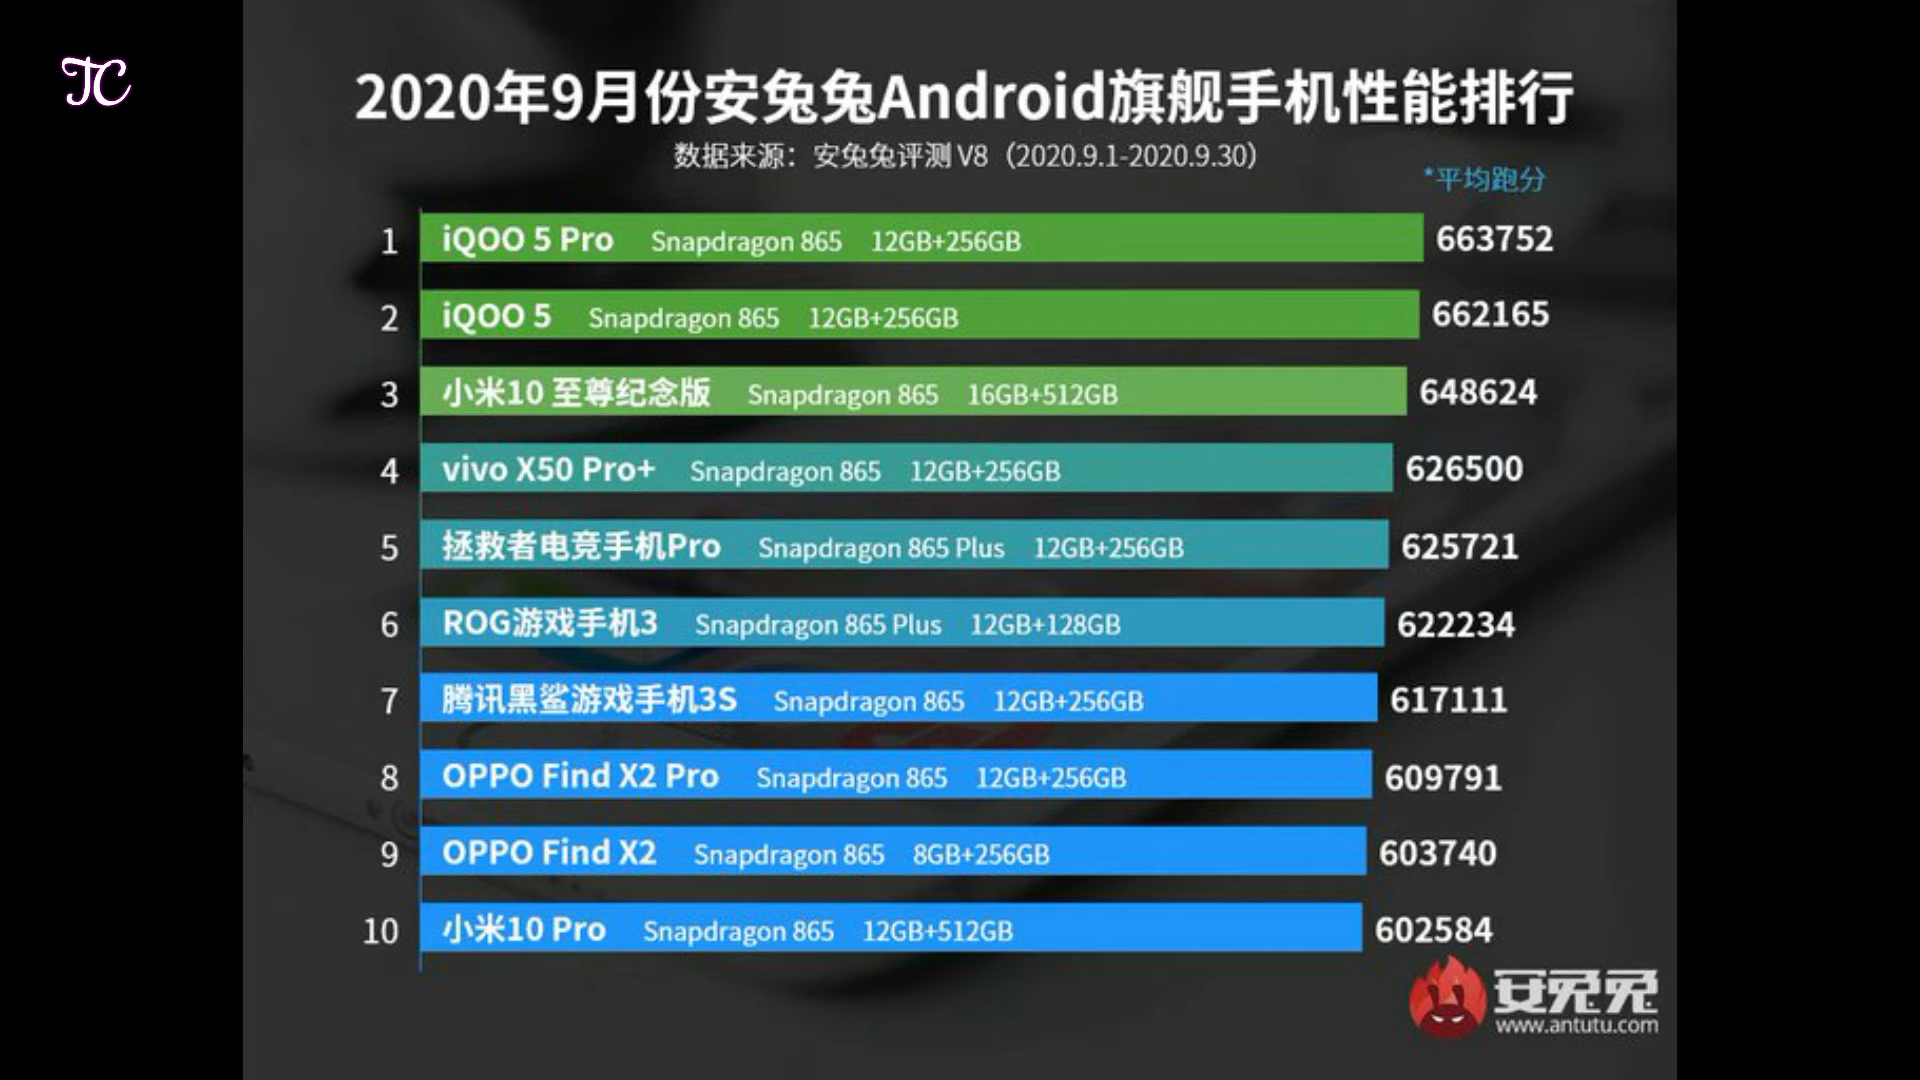 TC
2020年9月份安兔兔Android旗舰手机性能排行
数据来源：安兔兔评测 V8（2020.9.1-2020.9.30）
*平均跑分
1 iQOO 5 Pro Snapdragon 865 12GB+256GB 663752
2 iQOO 5 Snapdragon 865 12GB+256GB 662165
3 小米10 至尊纪念版 Snapdragon 865 16GB+512GB 648624
4 vivo X50 Pro+ Snapdragon 865 12GB+256GB 626500
5 拯救者电竞手机Pro Snapdragon 865 Plus 12GB+256GB 625721
6 ROG游戏手机3 Snapdragon 865 Plus 12GB+128GB 622234
7 腾讯黑鲨游戏手机3S Snapdragon 865 12GB+256GB 617111
8 OPPO Find X2 Pro Snapdragon 865 12GB+256GB 609791
9 OPPO Find X2 Snapdragon 865 8GB+256GB 603740
10 小米10 Pro Snapdragon 865 12GB+512GB 602584
安兔兔
www.antutu.com